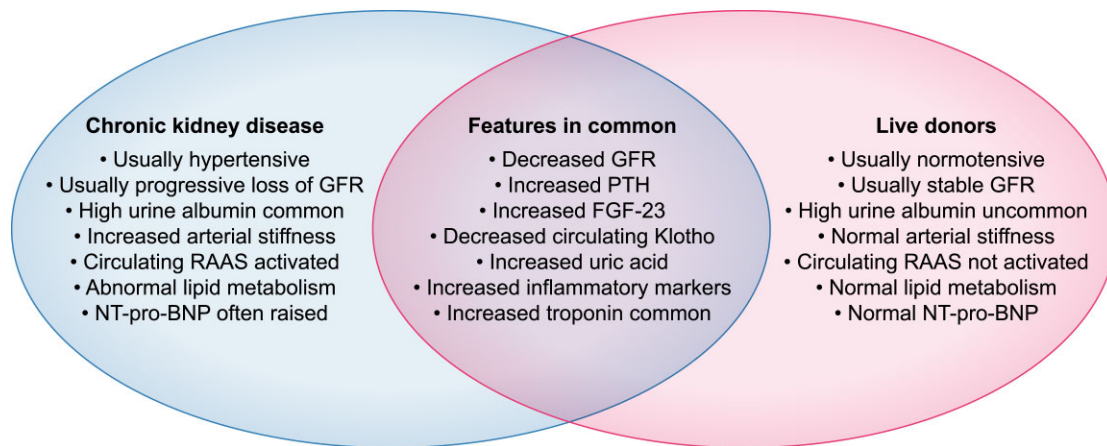 Chronic kidney disease
• Usually hypertensive
• Usually progressive loss of GFR
• High urine albumin common
• Increased arterial stiffness
• Circulating RAAS activated
• Abnormal lipid metabolism
• NT-pro-BNP often raised
Features in common
• Decreased GFR
• Increased PTH
• Increased FGF-23
• Decreased circulating Klotho
• Increased uric acid
• Increased inflammatory markers
• Increased troponin common
Live donors
• Usually normotensive
• Usually stable GFR
• High urine albumin uncommon
• Normal arterial stiffness
• Circulating RAAS not activated
• Normal lipid metabolism
• Normal NT-pro-BNP